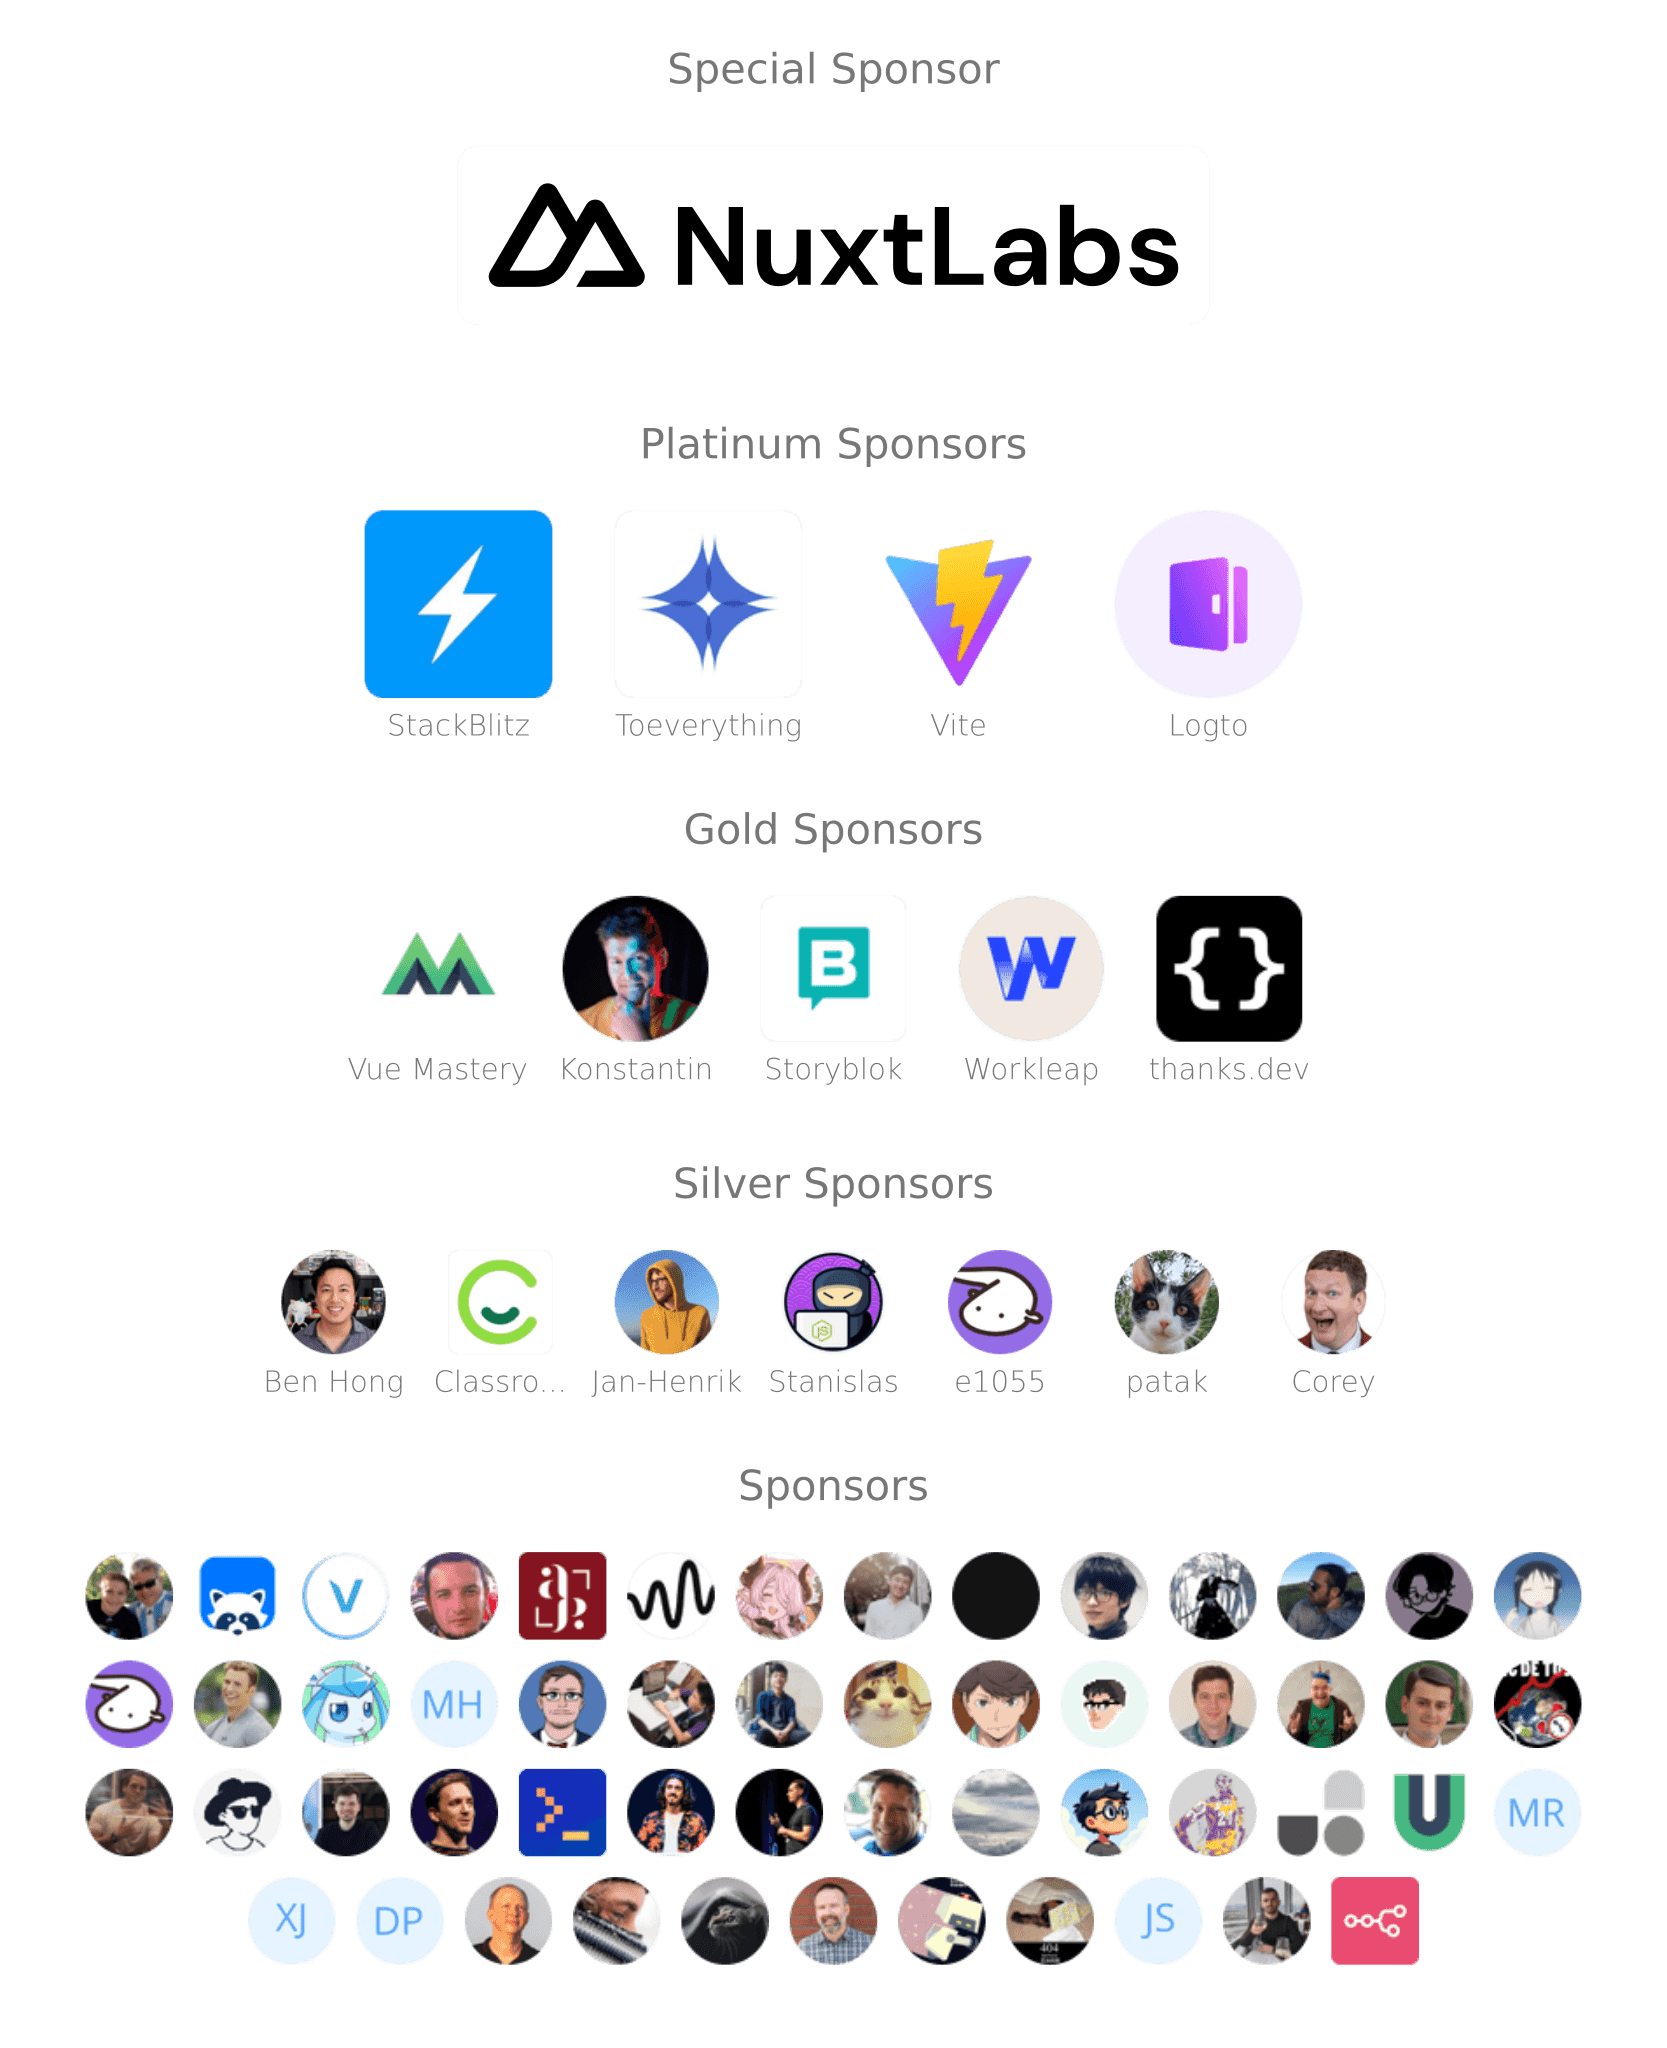 Special Sponsor
NuxtLabs
Platinum Sponsors
StackBlitz Toeverything Vite Logto
Gold Sponsors
Vue Mastery Konstantin Storyblok Workleap thanks.dev
Silver Sponsors
Ben Hong Classro... Jan-Henrik Stanislas e1055 patak Corey
Sponsors
MH
MR
XJ DP 404 JS